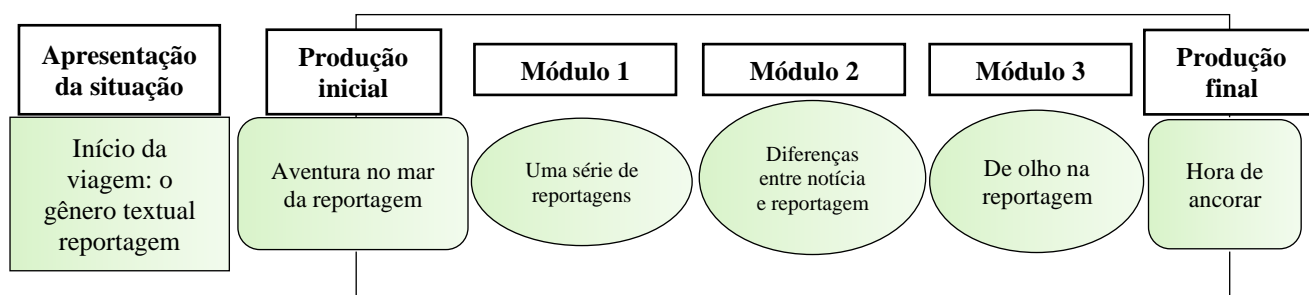 Apresentação
da situação
Início da
viagem: o
gênero textual
reportagem
Produção
inicial
Aventura no mar
da reportagem
Módulo 1
Uma série de
reportagens
Módulo 2
Diferenças
entre notícia
e reportagem
Módulo 3
De olho na
reportagem
Produção
final
Hora de
ancorar